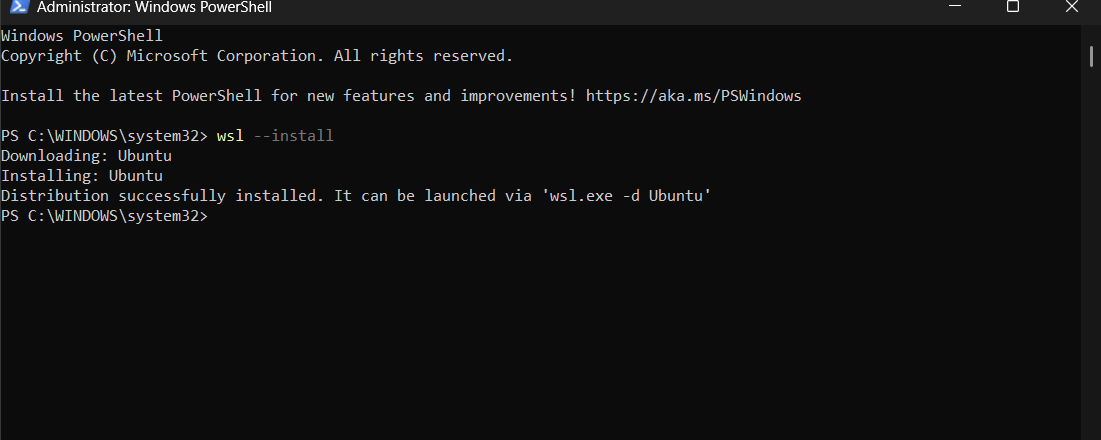 Administrator: Windows PowerShell
Windows PowerShell
Copyright (C) Microsoft Corporation. All rights reserved.
Install the latest PowerShell for new features and improvements! https://aka.ms/PSWindows
PS C:\WINDOWS\system32> wsl --install
Downloading: Ubuntu
Installing: Ubuntu
Distribution successfully installed. It can be launched via 'wsl.exe -d Ubuntu'
PS C:\WINDOWS\system32>